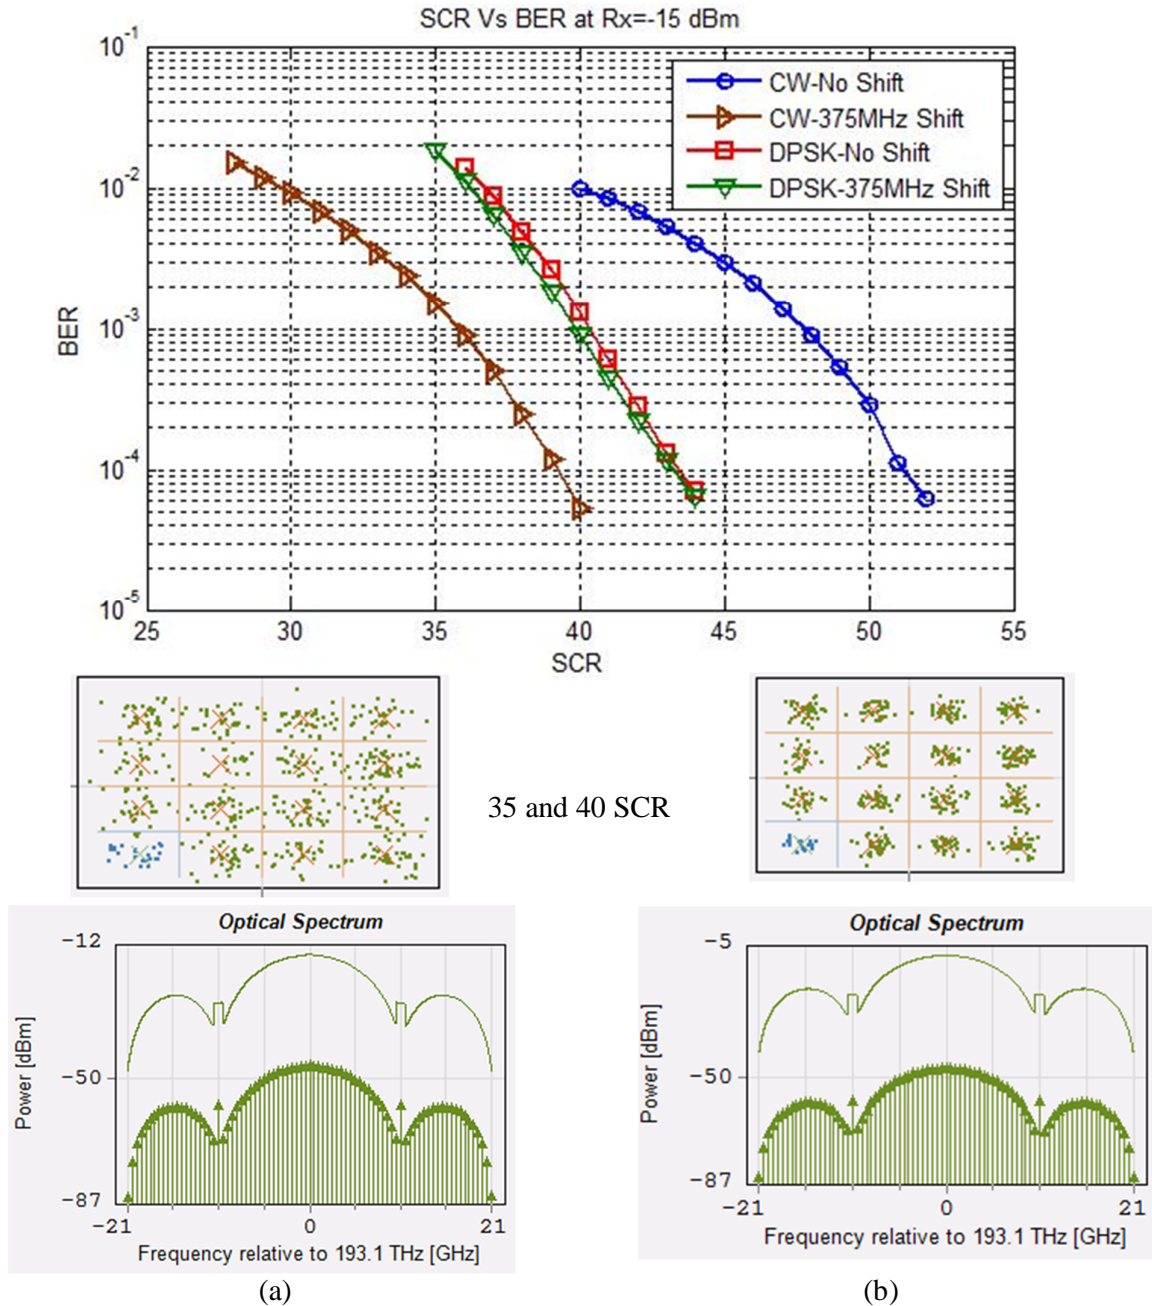 SCR Vs BER at Rx=-15 dBm
CW-No Shift
CW-375MHz Shift
DPSK-No Shift
DPSK-375MHz Shift
BER
10^-1
10^-2
10^-3
10^-4
10^-5
25 30 35 40 45 50 55
SCR
35 and 40 SCR
Optical Spectrum
Power [dBm]
-12
-50
-87
-21 0 21
Frequency relative to 193.1 THz [GHz]
(a)
Optical Spectrum
Power [dBm]
-5
-50
-87
-21 0 21
Frequency relative to 193.1 THz [GHz]
(b)